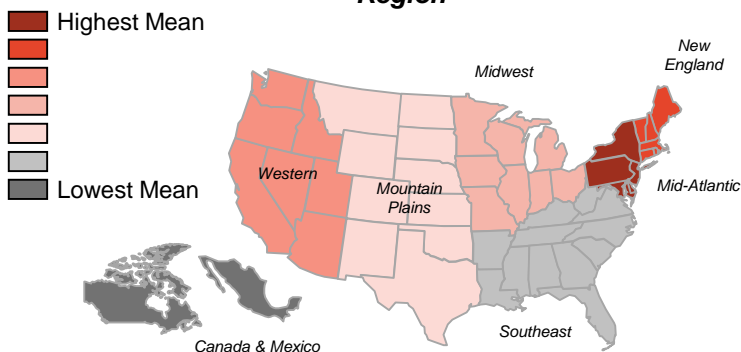 Region
Highest Mean
New
England
Midwest
Western
Mountain
Plains
Mid-Atlantic
Lowest Mean
Southeast
Canada & Mexico